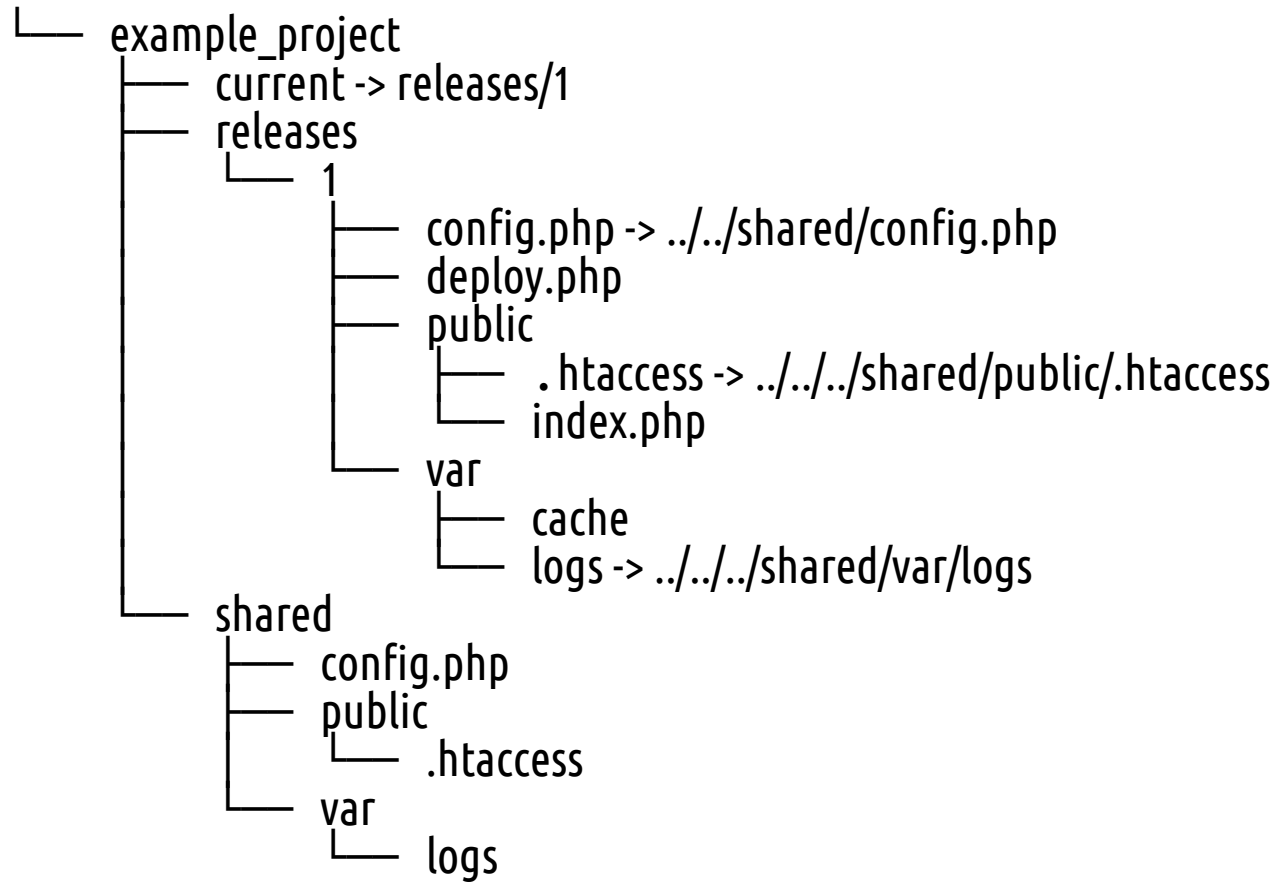 └── example_project
    ├── current -> releases/1
    ├── releases
    │   └── 1
    │       ├── config.php -> ../../shared/config.php
    │       ├── deploy.php
    │       ├── public
    │       │   ├── .htaccess -> ../../../shared/public/.htaccess
    │       │   └── index.php
    │       └── var
    │           ├── cache
    │           └── logs -> ../../../shared/var/logs
    └── shared
        ├── config.php
        ├── public
        │   └── .htaccess
        └── var
            └── logs